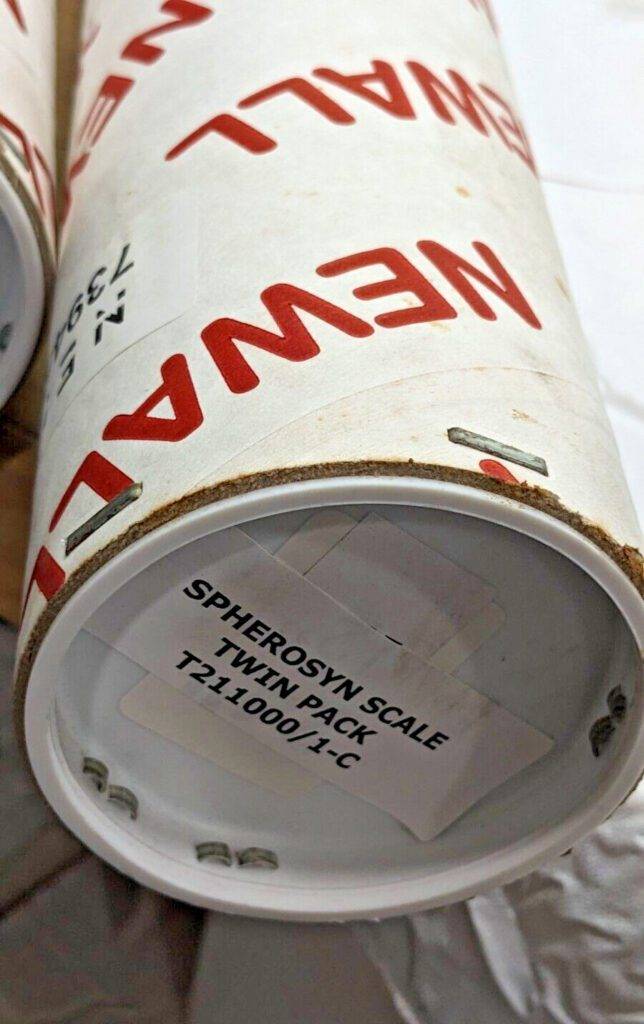 NEWALL
NEWALL
SPHEROSYN SCALE
TWIN PACK
T211000/1-C